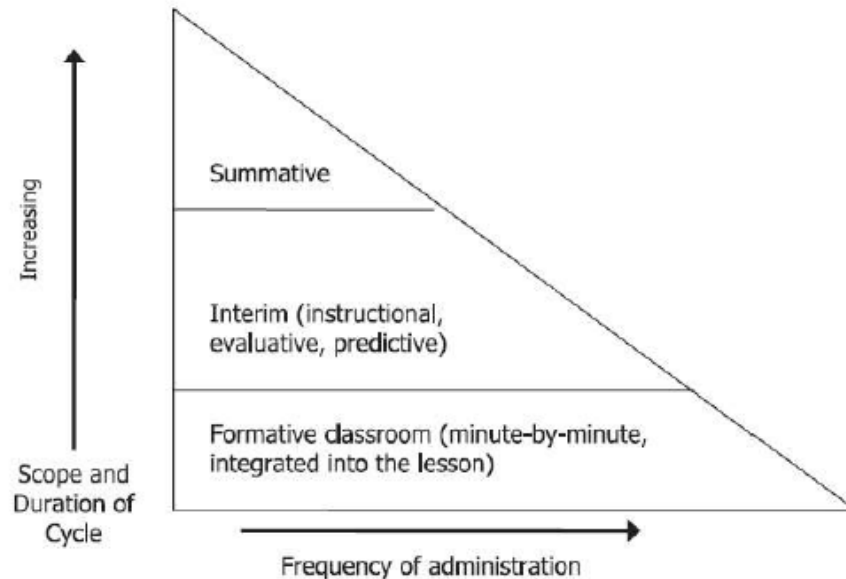 Increasing
Summative
Interim (instructional,
evaluative, predictive)
Formative classroom (minute-by-minute,
integrated into the lesson)
Scope and
Duration of
Cycle
Frequency of administration